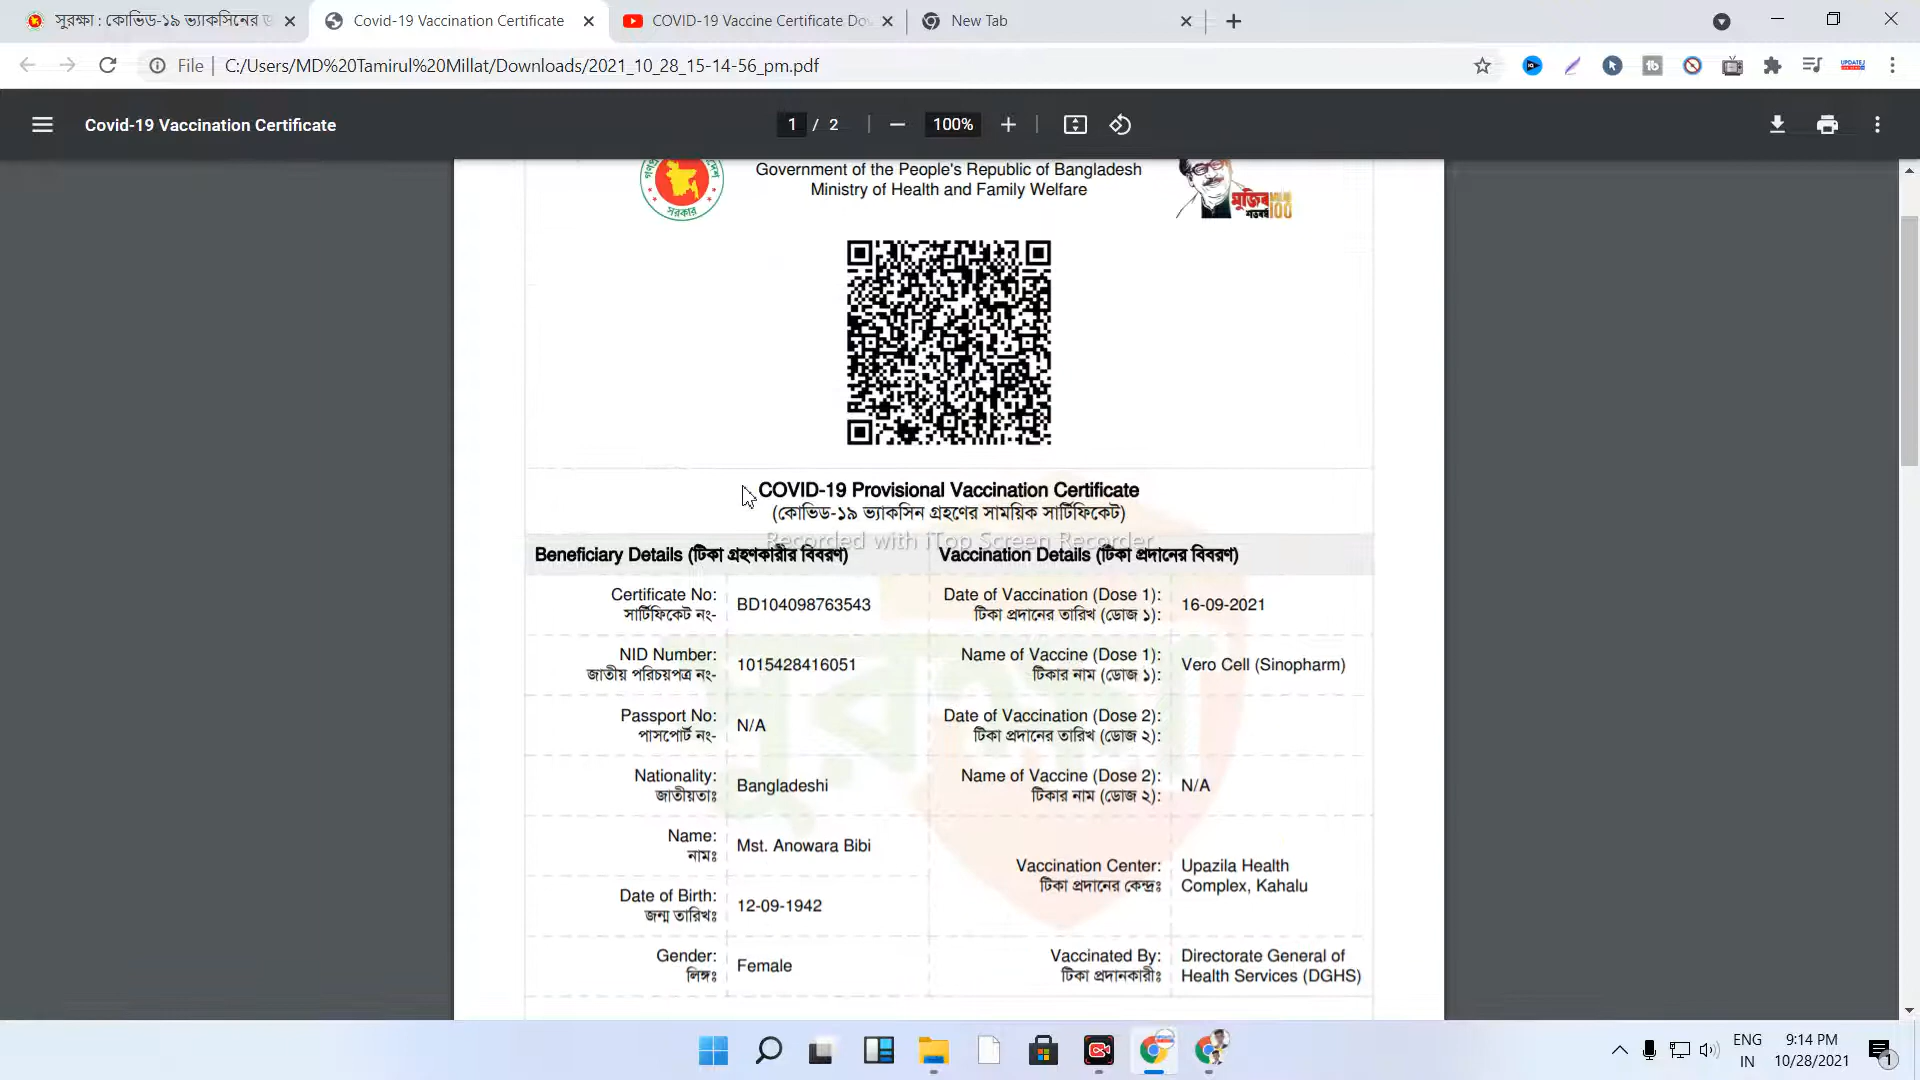 সুরক্ষা : কোভিড-১৯ ভ্যাকসিনের
Covid-19 Vaccination Certificate
COVID-19 Vaccine Certificate Do
New Tab
File
C:/Users/MD%20Tamirul%20Millat/Downloads/2021_10_28_15-14-56_pm.pdf
Covid-19 Vaccination Certificate
1 / 2
100%
Government of the People's Republic of Bangladesh
Ministry of Health and Family Welfare
সরকার
মুজিব
শতবর্ষ
100
COVID-19 Provisional Vaccination Certificate
(কোভিড-১৯ ভ্যাকসিন গ্রহণের সাময়িক সার্টিফিকেট)
Recorded with iTop Screen Recorder
Beneficiary Details (টিকা গ্রহণকারীর বিবরণ)
Vaccination Details (টিকা প্রদানের বিবরণ)
Certificate No:
সার্টিফিকেট নং-
BD104098763543
Date of Vaccination (Dose 1):
টিকা প্রদানের তারিখ (ডোজ ১):
16-09-2021
NID Number:
জাতীয় পরিচয়পত্র নং-
1015428416051
Name of Vaccine (Dose 1):
টিকার নাম (ডোজ ১):
Vero Cell (Sinopharm)
Passport No:
পাসপোর্ট নং-
N/A
Date of Vaccination (Dose 2):
টিকা প্রদানের তারিখ (ডোজ ২):
Nationality:
জাতীয়তাঃ
Bangladeshi
Name of Vaccine (Dose 2):
টিকার নাম (ডোজ ২):
N/A
Name:
নামঃ
Mst. Anowara Bibi
Vaccination Center:
টিকা প্রদানের কেন্দ্রঃ
Upazila Health
Complex, Kahalu
Date of Birth:
জন্ম তারিখঃ
12-09-1942
Gender:
লিঙ্গঃ
Female
Vaccinated By:
টিকা প্রদানকারীঃ
Directorate General of
Health Services (DGHS)
সুরক্ষা
ENG
IN
9:14 PM
10/28/2021
1